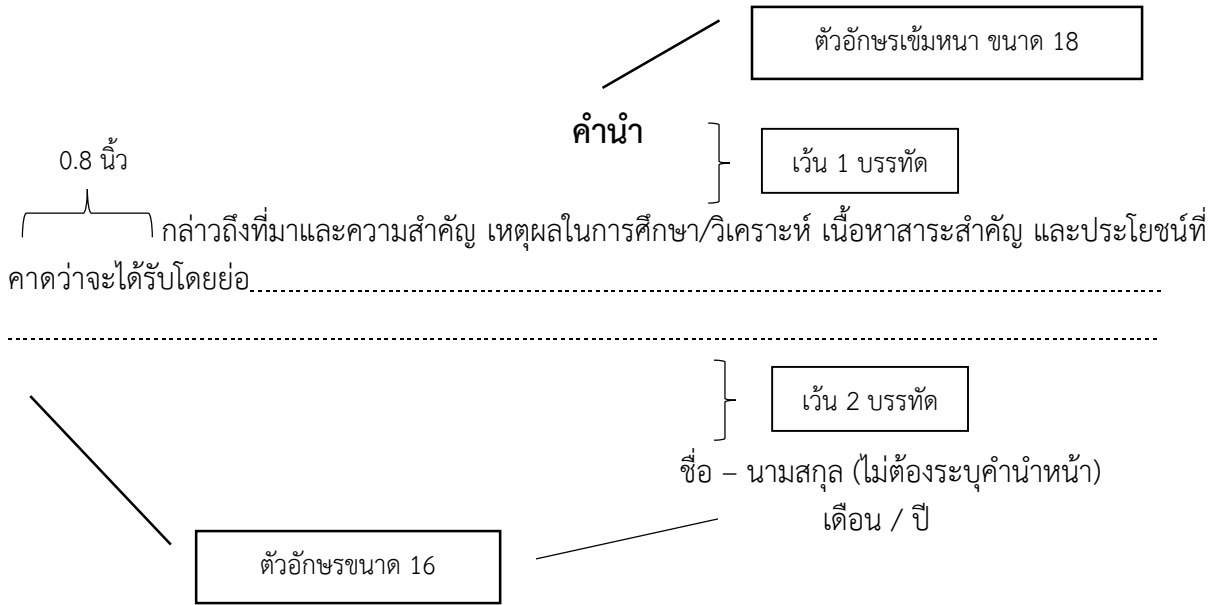 ตัวอักษรเข้มหนา ขนาด 18
คำนำ
0.8 นิ้ว
เว้น 1 บรรทัด
กล่าวถึงที่มาและความสำคัญ เหตุผลในการศึกษา/วิเคราะห์ เนื้อหาสาระสำคัญ และประโยชน์ที่
คาดว่าจะได้รับโดยย่อ
เว้น 2 บรรทัด
ชื่อ – นามสกุล (ไม่ต้องระบุคำนำหน้า)
เดือน / ปี
ตัวอักษรขนาด 16